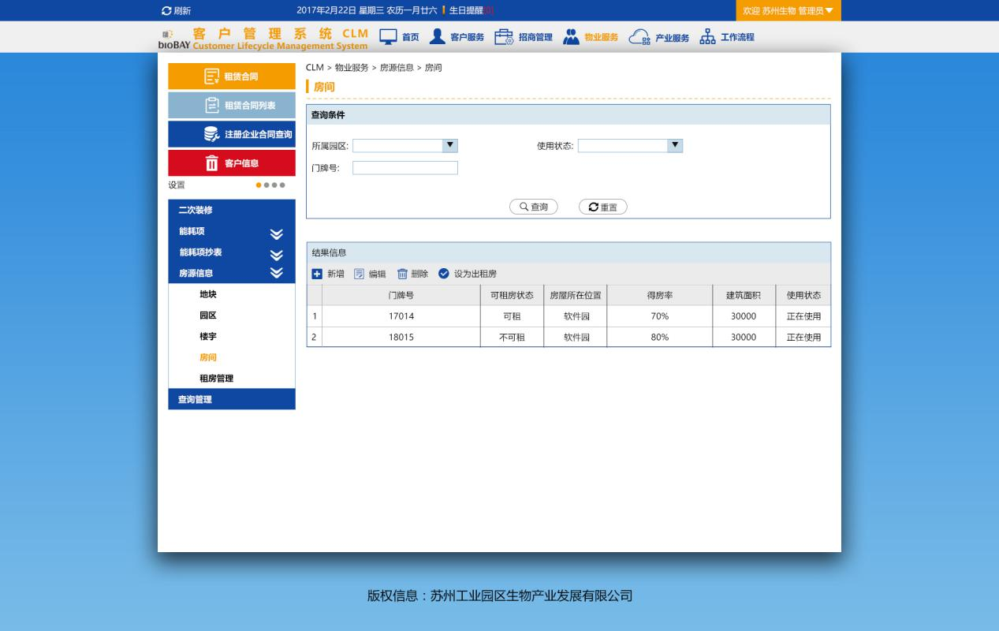 刷新
2017年2月22日 星期三 农历一月廿六
生日提醒[0]
欢迎 苏州生物 管理员
bioBAY
客户管理系统 CLM
Customer Lifecycle Management System
首页
客户服务
招商管理
物业服务
产业服务
工作流程
租赁合同
租赁合同列表
注册企业合同查询
客户信息
设置
二次装修
能耗项
能耗项抄表
房源信息
地块
园区
楼宇
房间
租房管理
查询管理
CLM > 物业服务 > 房源信息 > 房间
房间
查询条件
所属园区:
使用状态:
门牌号:
查询
重置
结果信息
新增 编辑 删除 设为出租房
门牌号 可租房状态 房屋所在位置 得房率 建筑面积 使用状态
1 17014 可租 软件园 70% 30000 正在使用
2 18015 不可租 软件园 80% 30000 正在使用
版权信息：苏州工业园区生物产业发展有限公司